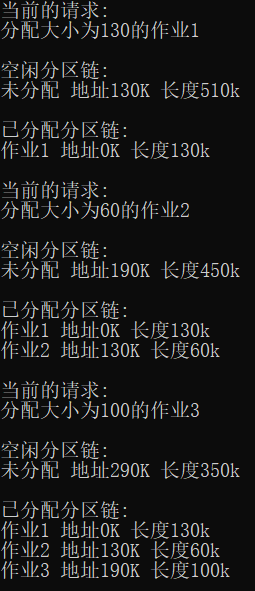 当前的请求:
分配大小为130的作业1
空闲分区链:
未分配 地址130K 长度510k
已分配分区链:
作业1 地址0K 长度130k
当前的请求:
分配大小为60的作业2
空闲分区链:
未分配 地址190K 长度450k
已分配分区链:
作业1 地址0K 长度130k
作业2 地址130K 长度60k
当前的请求:
分配大小为100的作业3
空闲分区链:
未分配 地址290K 长度350k
已分配分区链:
作业1 地址0K 长度130k
作业2 地址130K 长度60k
作业3 地址190K 长度100k